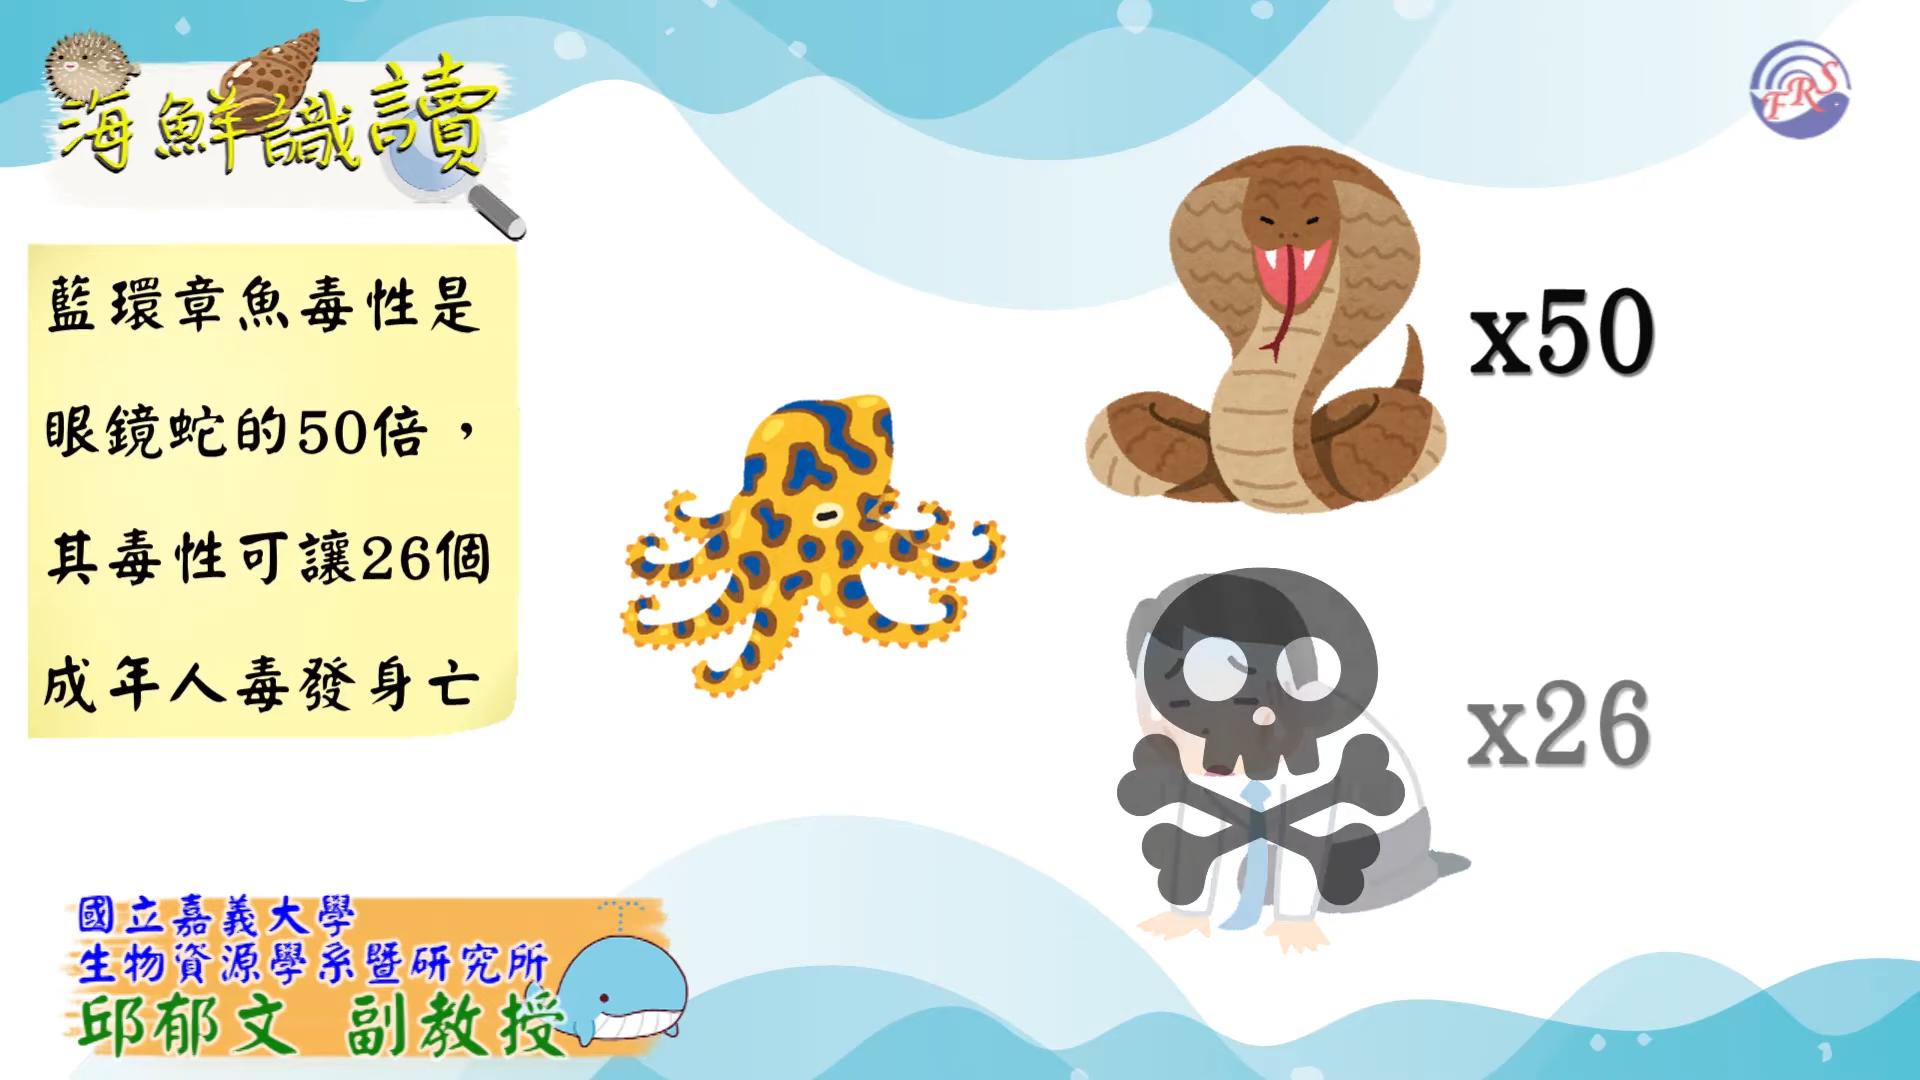 海鮮識讀
FRS
藍環章魚毒性是
眼鏡蛇的50倍，
其毒性可讓26個
成年人毒發身亡
x50
x26
國立嘉義大學
生物資源學系暨研究所
邱郁文 副教授